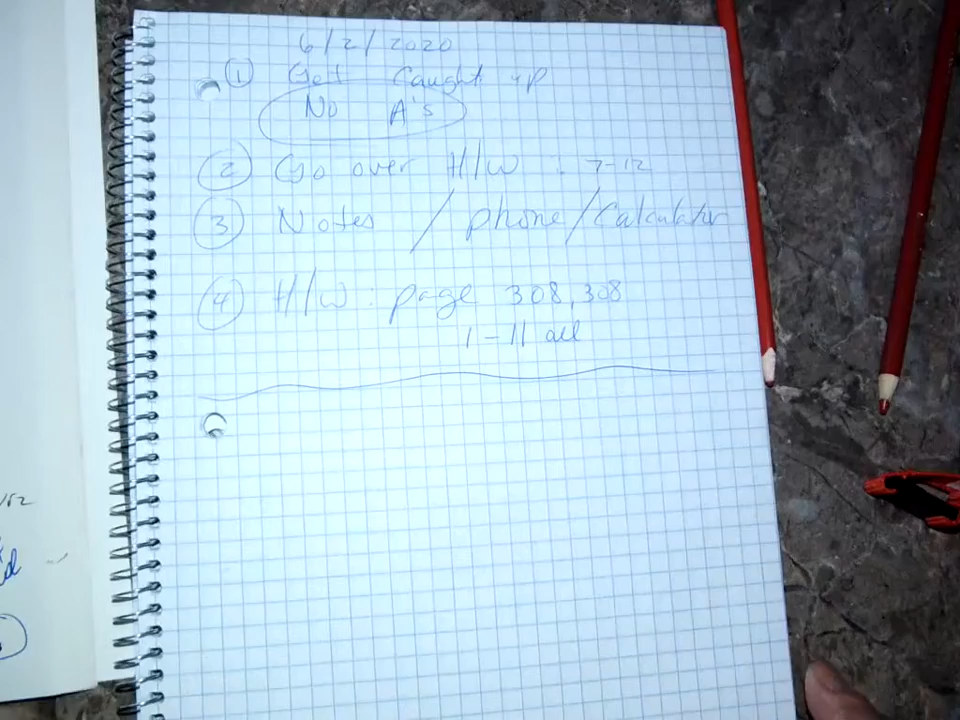 6/2/2020
① Get Caught up
No A's
② Go over H/W : 7-12
③ Notes / phone/Calculator
④ H/W : page 308, 308
1-11 all